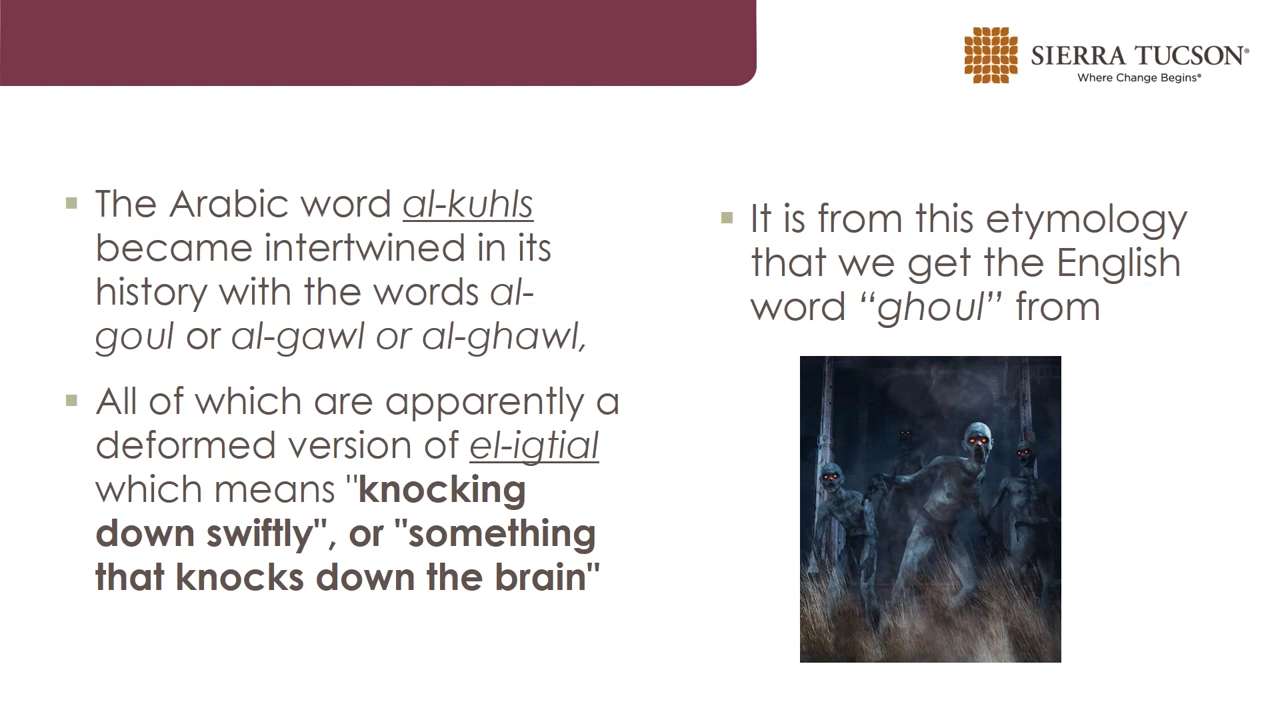 SIERRA TUCSON®
Where Change Begins®
The Arabic word al-kuhls
became intertwined in its
history with the words al-
goul or al-gawl or al-ghawl,
All of which are apparently a
deformed version of el-igtial
which means "knocking
down swiftly", or "something
that knocks down the brain"
It is from this etymology
that we get the English
word “ghoul” from